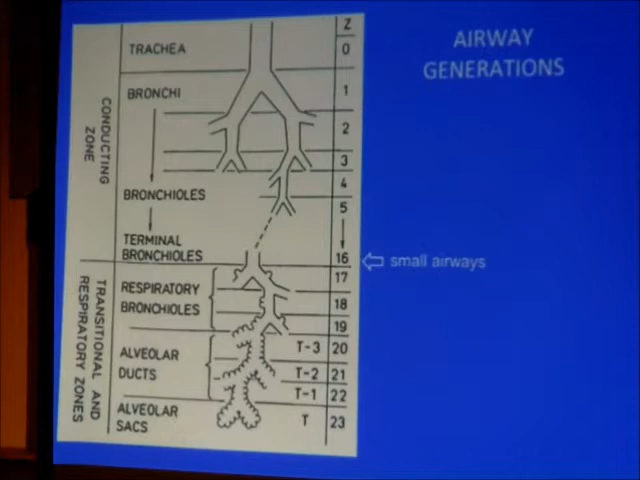 AIRWAY
GENERATIONS
Z
TRACHEA
0
BRONCHI
1
2
3
4
BRONCHIOLES
5
TERMINAL
BRONCHIOLES
16
small airways
17
RESPIRATORY
BRONCHIOLES
18
19
ALVEOLAR
DUCTS
T-3 20
T-2 21
T-1 22
ALVEOLAR
SACS
T 23
CONDUCTING
ZONE
TRANSITIONAL AND
RESPIRATORY ZONES